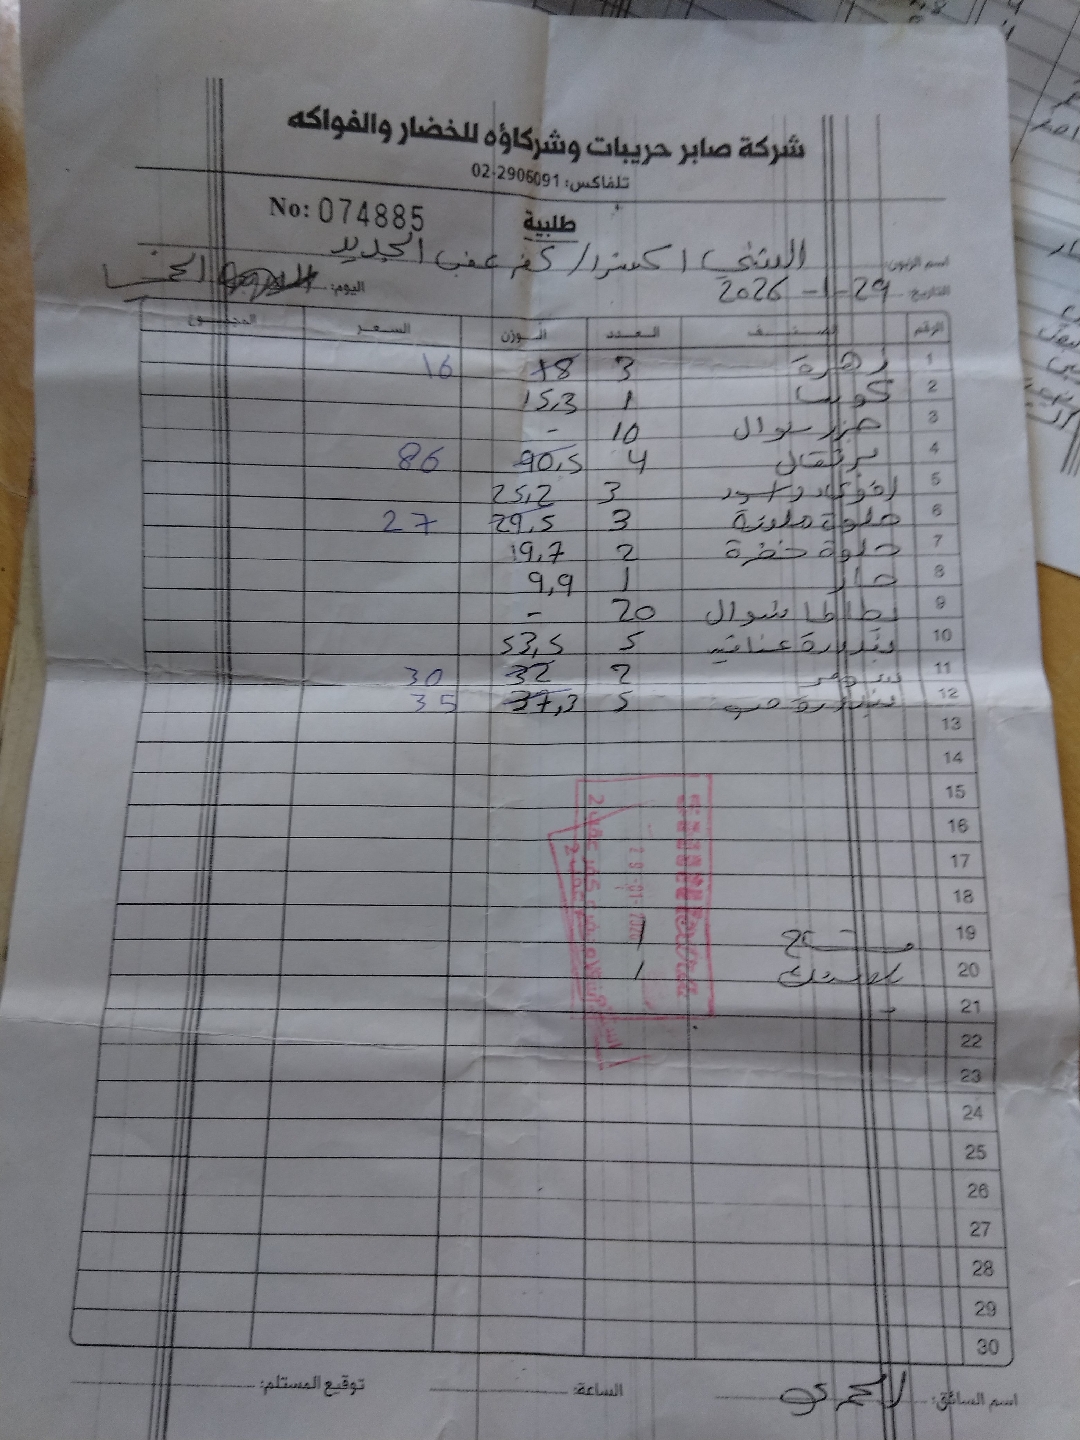 شركة صابر حريبات وشركاؤه للخضار والفواكه
تلفاكس: 02-2906091
No: 074885
طلبية
اسم الزبون: الشني اكسترا / كفر عقب الجديد
التاريخ: 29-1-2026 اليوم:
الرقم الصنف العدد الوزن السعر المجموع
1 زهرة 3 18 16
2 كوسا 1 15,3
3 جزر شوال 10 -
4 برتقال 4 90,5 86
5 افوكادو اسود 3 25,2
6 حلوة ملونة 3 29,5 27
7 حلوة خضرة 2 19,7
8 حار 1 9,9
9 بطاطا شوال 20 -
10 بندورة عناقيد 5 53,5
11 شومر 2 32 30
12 بندورة حب 5 37,3 35
13
14
15
16
17
18
19 1
20 1
21
22
23
24
25
26
27
28
29
30
اسم السائق: الساعة: توقيع المستلم: